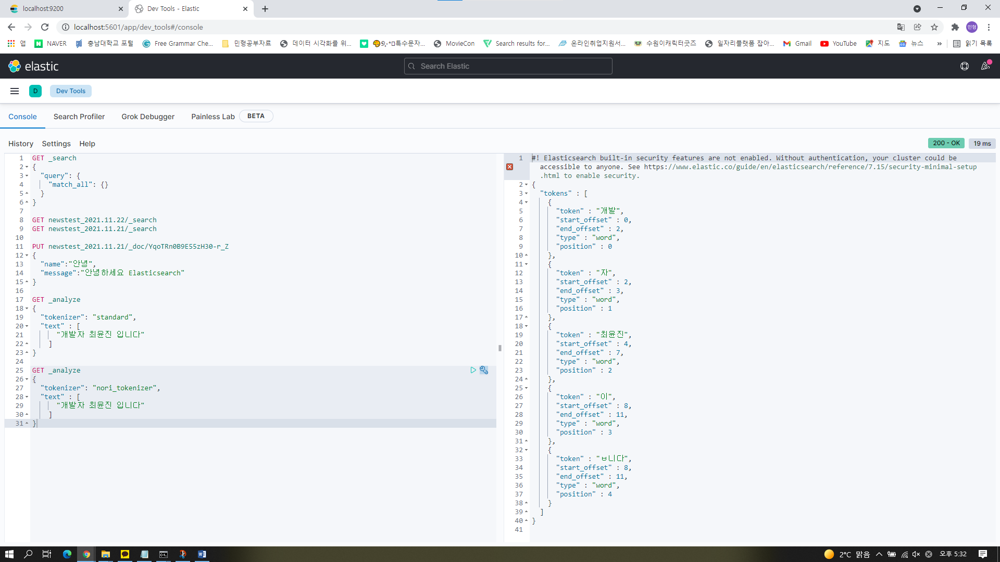 localhost:9200
Dev Tools - Elastic
localhost:5601/app/dev_tools#/console
민형
앱
NAVER
충남대학교 포털
Free Grammar Che...
민형공부자료
데이터 시각화를 위...
MovieCon
Search results for...
온라인취업지원서...
수원이캐릭터굿즈
일자리플랫폼 잡아...
Gmail
YouTube
지도
뉴스
»
읽기 목록
elastic
Search Elastic
D
Dev Tools
Console
Search Profiler
Grok Debugger
Painless Lab
BETA
History
Settings
Help
200 - OK
19 ms
1 GET _search
2 {
3 "query": {
4 "match_all": {}
5 }
6 }
7
8 GET newstest_2021.11.22/_search
9 GET newstest_2021.11.21/_search
10
11 PUT newstest_2021.11.21/_doc/YqoTRn0B9E55zH30-r_Z
12 {
13 "name":"안녕",
14 "message":"안녕하세요 Elasticsearch"
15 }
16
17 GET _analyze
18 {
19 "tokenizer": "standard",
20 "text" : [
21 "개발자 최윤진 입니다"
22 ]
23 }
24
25 GET _analyze
26 {
27 "tokenizer": "nori_tokenizer",
28 "text" : [
29 "개발자 최윤진 입니다"
30 ]
31 }
1 #! Elasticsearch built-in security features are not enabled. Without authentication, your cluster could be
accessible to anyone. See https://www.elastic.co/guide/en/elasticsearch/reference/7.15/security-minimal-setup
.html to enable security.
2 {
3 "tokens" : [
4 {
5 "token" : "개발",
6 "start_offset" : 0,
7 "end_offset" : 2,
8 "type" : "word",
9 "position" : 0
10 },
11 {
12 "token" : "자",
13 "start_offset" : 2,
14 "end_offset" : 3,
15 "type" : "word",
16 "position" : 1
17 },
18 {
19 "token" : "최윤진",
20 "start_offset" : 4,
21 "end_offset" : 7,
22 "type" : "word",
23 "position" : 2
24 },
25 {
26 "token" : "이",
27 "start_offset" : 8,
28 "end_offset" : 11,
29 "type" : "word",
30 "position" : 3
31 },
32 {
33 "token" : "ㅂ니다",
34 "start_offset" : 8,
35 "end_offset" : 11,
36 "type" : "word",
37 "position" : 4
38 }
39 ]
40 }
41
2°C 맑음
오후 5:32